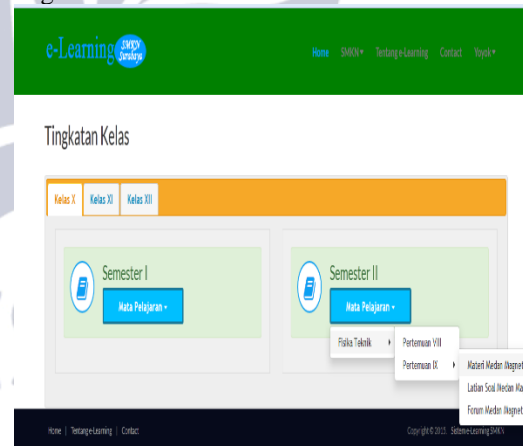 e-Learning SMKN Surabaya
Home SMKN Tentang e-Learning Contact Yoyok
Tingkatan Kelas
Kelas X Kelas XI Kelas XII
Semester I
Mata Pelajaran
Semester II
Mata Pelajaran
Fisika Teknik
Pertemuan VIII
Pertemuan IX
Materi Medan Magnet
Latian Soal Medan Ma
Forum Medan Magnet
Home | Tentang e-Learning | Contact
Copyright © 2015 Sistem e-Learning SMKN